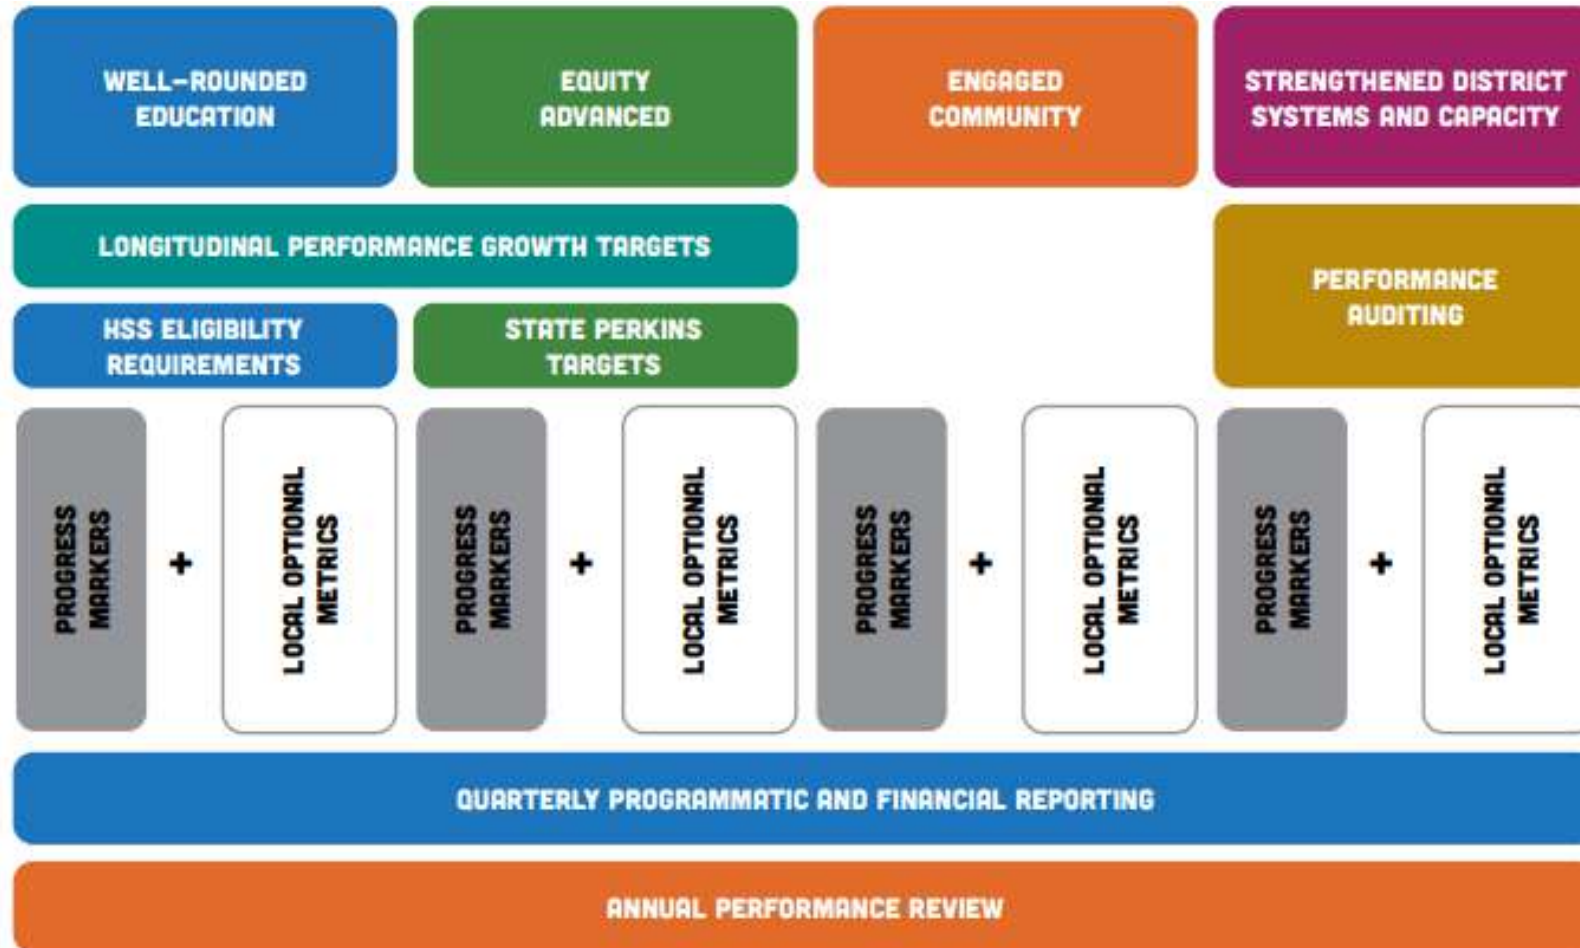 WELL-ROUNDED
EDUCATION
EQUITY
ADVANCED
ENGAGED
COMMUNITY
STRENGTHENED DISTRICT
SYSTEMS AND CAPACITY
LONGITUDINAL PERFORMANCE GROWTH TARGETS
PERFORMANCE
AUDITING
HSS ELIGIBILITY
REQUIREMENTS
STATE PERKINS
TARGETS
PROGRESS
MARKERS
+
LOCAL OPTIONAL
METRICS
PROGRESS
MARKERS
+
LOCAL OPTIONAL
METRICS
PROGRESS
MARKERS
+
LOCAL OPTIONAL
METRICS
PROGRESS
MARKERS
+
LOCAL OPTIONAL
METRICS
QUARTERLY PROGRAMMATIC AND FINANCIAL REPORTING
ANNUAL PERFORMANCE REVIEW